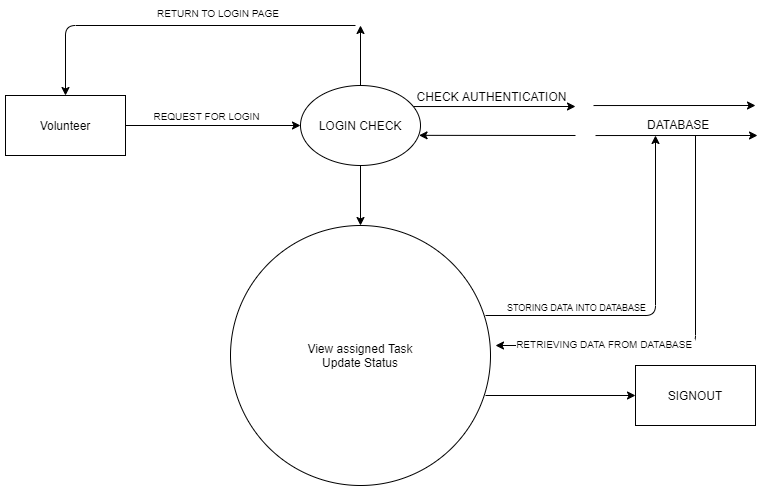 RETURN TO LOGIN PAGE
Volunteer
REQUEST FOR LOGIN
LOGIN CHECK
CHECK AUTHENTICATION
DATABASE
View assigned Task
Update Status
STORING DATA INTO DATABASE
RETRIEVING DATA FROM DATABASE
SIGNOUT